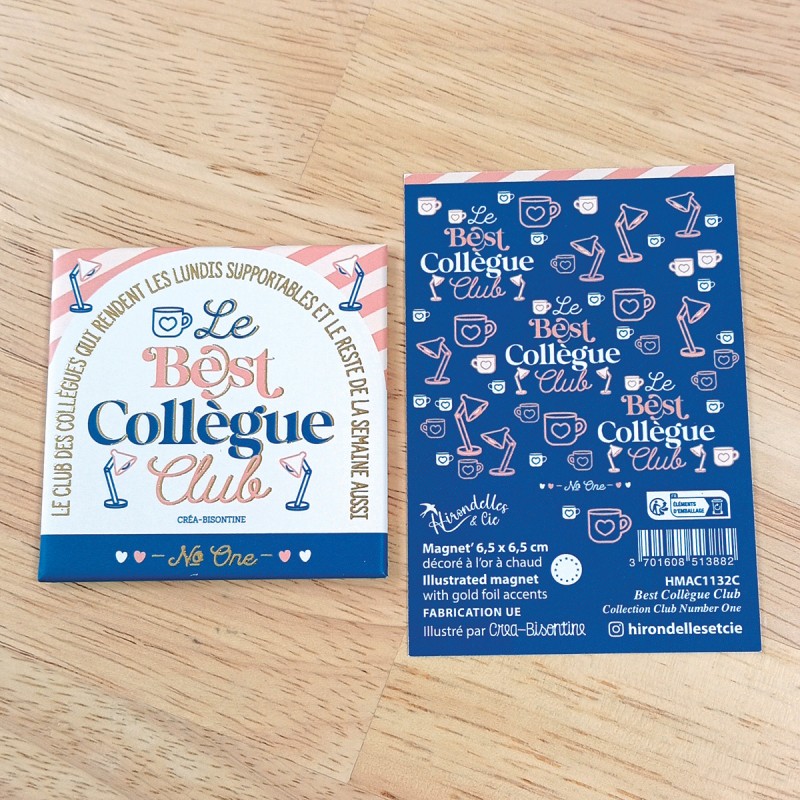 LE CLUB DES COLLÈGUES QUI RENDENT LES LUNDIS SUPPORTABLES ET LE RESTE DE LA SEMAINE AUSSI
Le
Best
Collègue
Club
CRÉA-BISONTINE
- No One -
Le
Best
Collègue
Club
Le
Best
Collègue
Club
Le
Best
Collègue
Club
- No One -
Hirondelles
& Cie
FR
ÉLÉMENTS
D'EMBALLAGE
Magnet' 6,5 x 6,5 cm
décoré à l'or à chaud
Illustrated magnet
with gold foil accents
FABRICATION UE
Illustré par Crea-Bisontine
3 701608 513882
HMAC1132C
Best Collègue Club
Collection Club Number One
hirondellesetcie